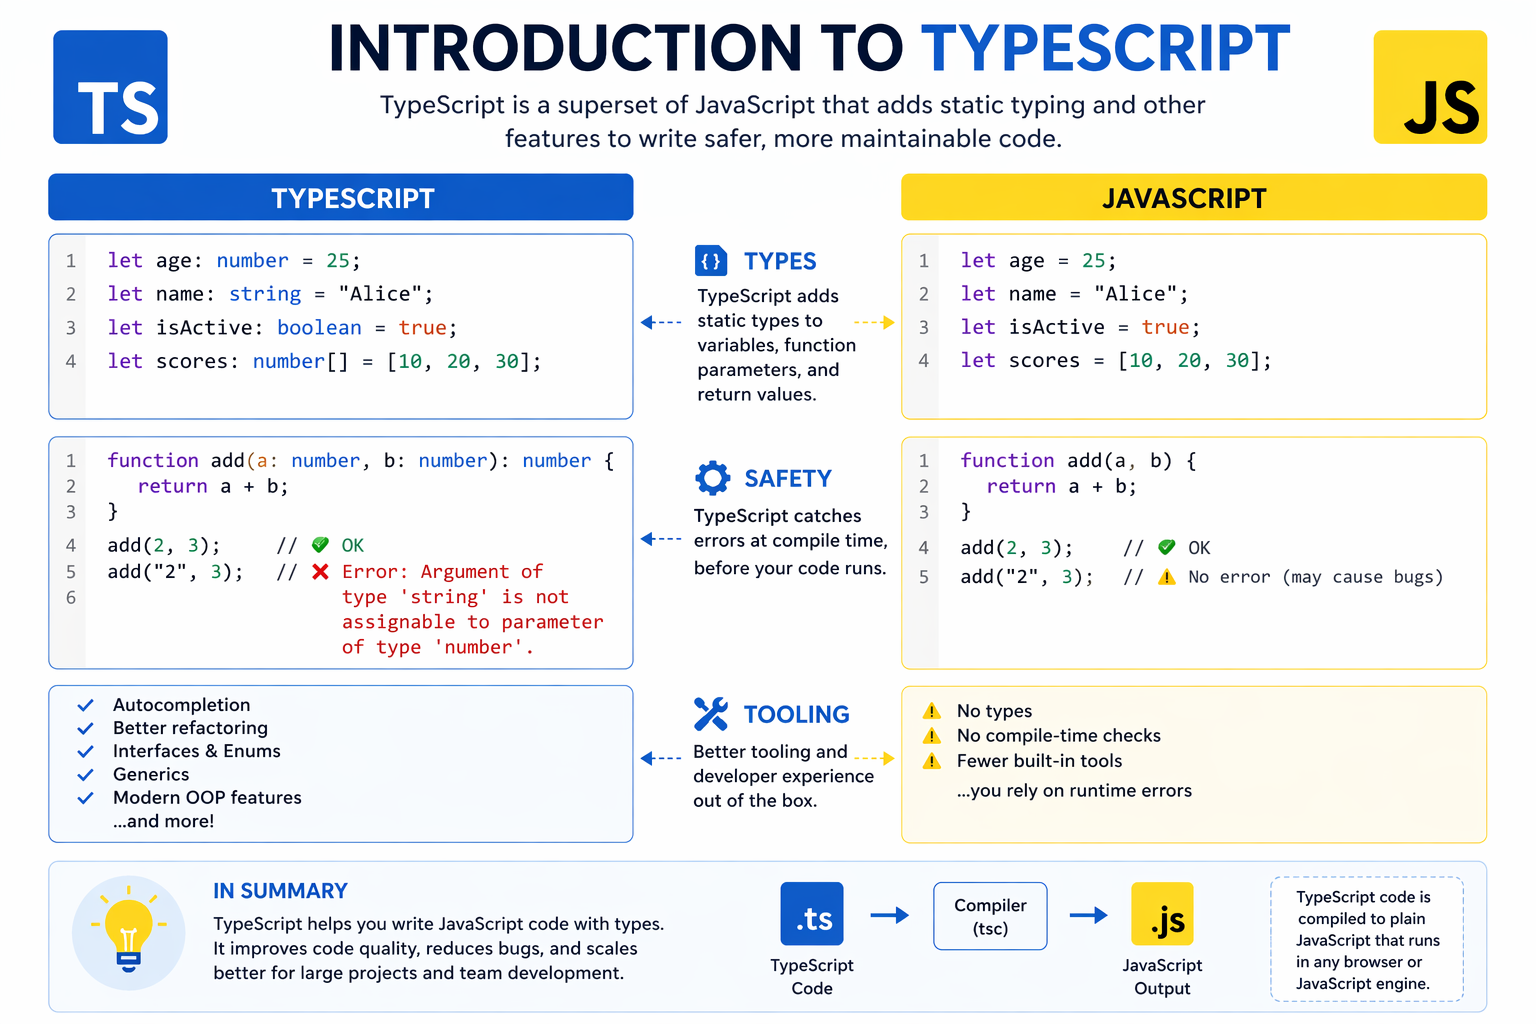 TS
INTRODUCTION TO TYPESCRIPT
TypeScript is a superset of JavaScript that adds static typing and other
features to write safer, more maintainable code.
JS
TYPESCRIPT
1 let age: number = 25;
2 let name: string = "Alice";
3 let isActive: boolean = true;
4 let scores: number[] = [10, 20, 30];
{ } TYPES
TypeScript adds
static types to
variables, function
parameters, and
return values.
JAVASCRIPT
1 let age = 25;
2 let name = "Alice";
3 let isActive = true;
4 let scores = [10, 20, 30];
1 function add(a: number, b: number): number {
2 return a + b;
3 }
4 add(2, 3); // ✅ OK
5 add("2", 3); // ❌ Error: Argument of
6 type 'string' is not
assignable to parameter
of type 'number'.
SAFETY
TypeScript catches
errors at compile time,
before your code runs.
1 function add(a, b) {
2 return a + b;
3 }
4 add(2, 3); // ✅ OK
5 add("2", 3); // ⚠ No error (may cause bugs)
✓ Autocompletion
✓ Better refactoring
✓ Interfaces & Enums
✓ Generics
✓ Modern OOP features
...and more!
TOOLING
Better tooling and
developer experience
out of the box.
⚠ No types
⚠ No compile-time checks
⚠ Fewer built-in tools
...you rely on runtime errors
IN SUMMARY
TypeScript helps you write JavaScript code with types.
It improves code quality, reduces bugs, and scales
better for large projects and team development.
.ts
TypeScript
Code
Compiler
(tsc)
.js
JavaScript
Output
TypeScript code is
compiled to plain
JavaScript that runs
in any browser or
JavaScript engine.